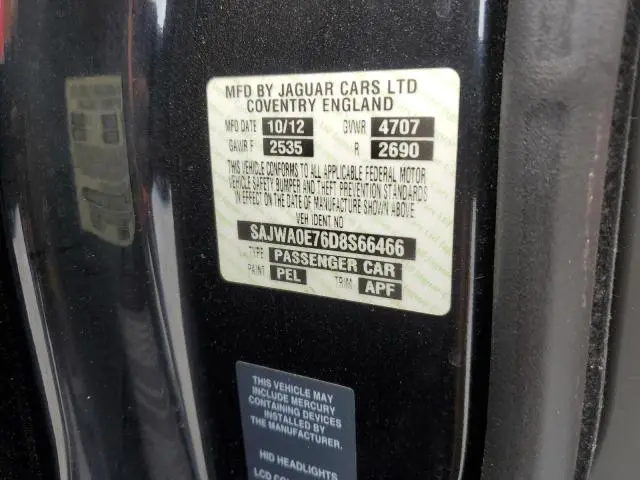 MFD BY JAGUAR CARS LTD
COVENTRY ENGLAND
MFD DATE 10/12 GVWR 4707
GAWR F 2535 R 2690
THIS VEHICLE CONFORMS TO ALL APPLICABLE FEDERAL MOTOR
VEHICLE SAFETY BUMPER AND THEFT PREVENTION STANDARDS
IN EFFECT ON THE DATE OF MANUFACTURE SHOWN ABOVE
VEH IDENT NO
SAJWA0E76D8S66466
TYPE PASSENGER CAR
PAINT PEL TRIM APF
THIS VEHICLE MAY
INCLUDE MERCURY
CONTAINING DEVICES
INSTALLED BY
THE MANUFACTURER.
HID HEADLIGHTS